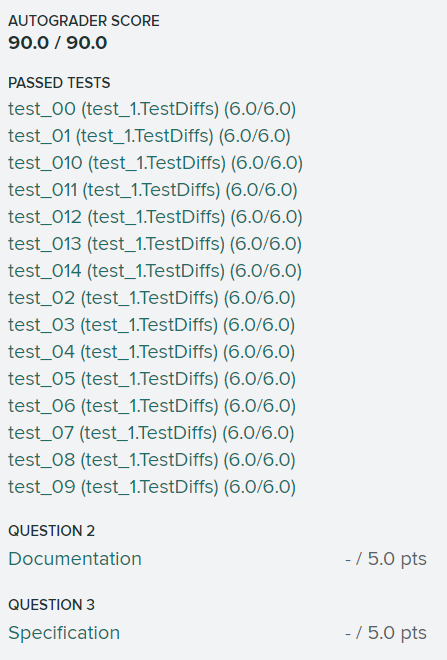 AUTOGRADER SCORE
90.0 / 90.0
PASSED TESTS
test_00 (test_1.TestDiffs) (6.0/6.0)
test_01 (test_1.TestDiffs) (6.0/6.0)
test_010 (test_1.TestDiffs) (6.0/6.0)
test_011 (test_1.TestDiffs) (6.0/6.0)
test_012 (test_1.TestDiffs) (6.0/6.0)
test_013 (test_1.TestDiffs) (6.0/6.0)
test_014 (test_1.TestDiffs) (6.0/6.0)
test_02 (test_1.TestDiffs) (6.0/6.0)
test_03 (test_1.TestDiffs) (6.0/6.0)
test_04 (test_1.TestDiffs) (6.0/6.0)
test_05 (test_1.TestDiffs) (6.0/6.0)
test_06 (test_1.TestDiffs) (6.0/6.0)
test_07 (test_1.TestDiffs) (6.0/6.0)
test_08 (test_1.TestDiffs) (6.0/6.0)
test_09 (test_1.TestDiffs) (6.0/6.0)
QUESTION 2
Documentation - / 5.0 pts
QUESTION 3
Specification - / 5.0 pts